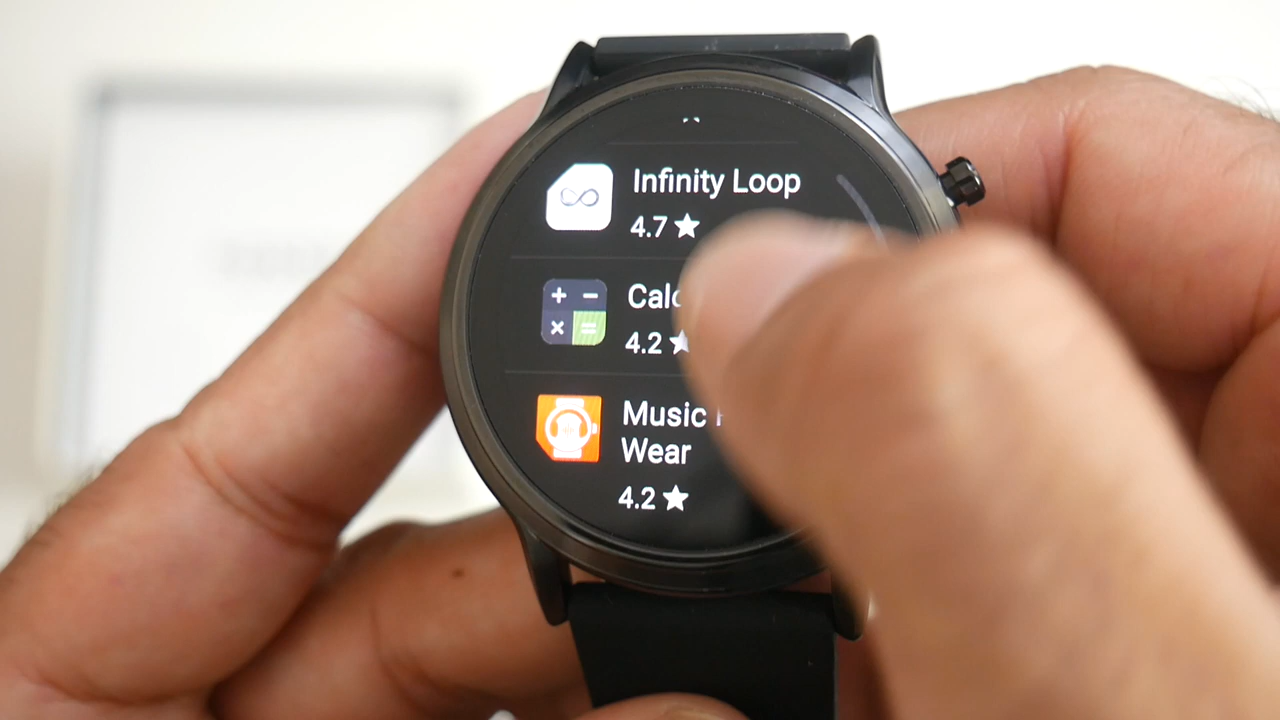 Infinity Loop
4.7 ★
Calc
4.2 ★
Music
Wear
4.2 ★